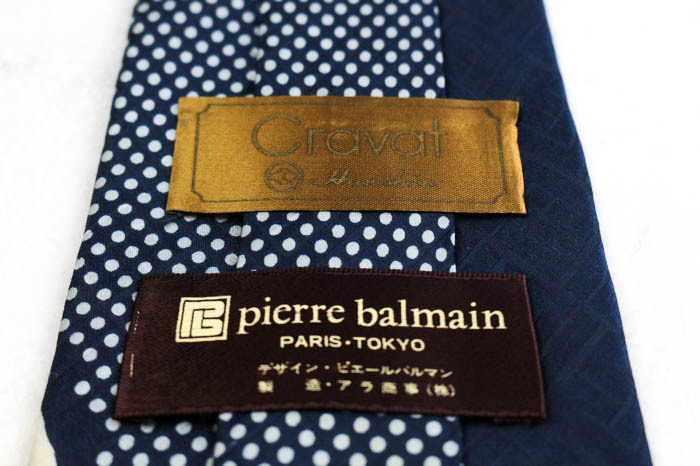 Cravat
pierre balmain
PARIS・TOKYO
デザイン・ピエールバルマン
製　造・アラ商事(株)